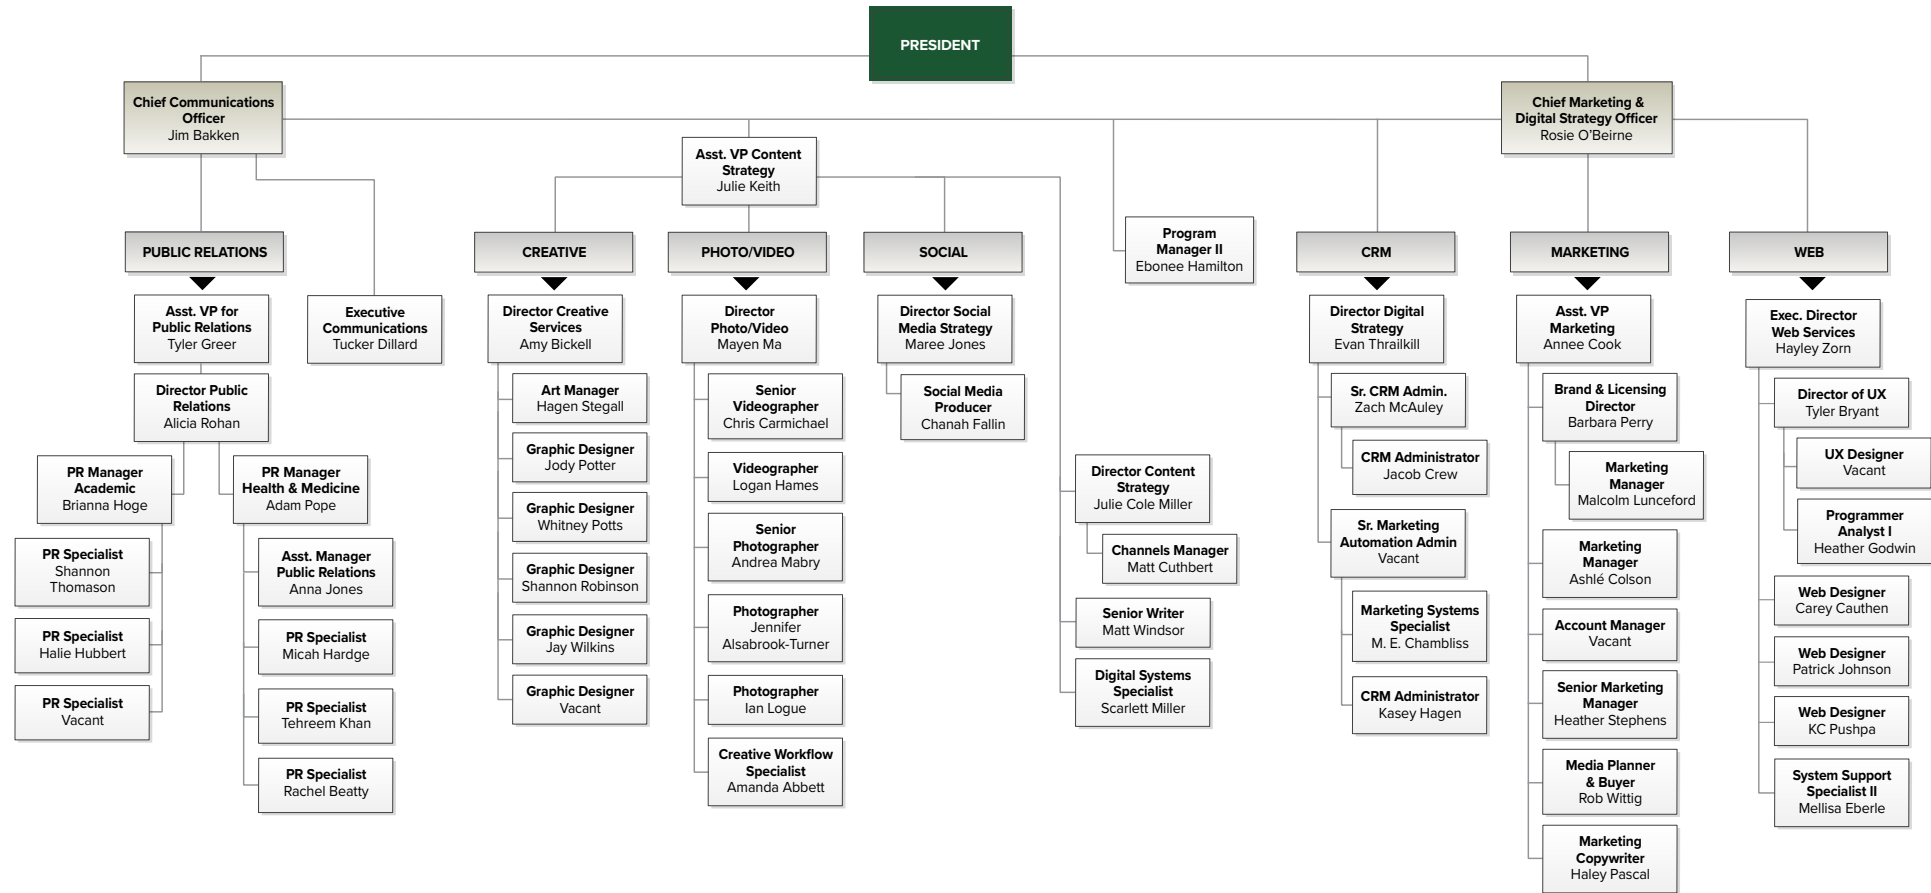 PRESIDENT
Chief Communications
Officer
Jim Bakken
Chief Marketing &
Digital Strategy Officer
Rosie O'Beirne
Asst. VP Content
Strategy
Julie Keith
Program
Manager II
Ebonee Hamilton
PUBLIC RELATIONS
Asst. VP for
Public Relations
Tyler Greer
Executive
Communications
Tucker Dillard
Director Public
Relations
Alicia Rohan
PR Manager
Academic
Brianna Hoge
PR Specialist
Shannon
Thomason
PR Specialist
Halie Hubbert
PR Specialist
Vacant
PR Manager
Health & Medicine
Adam Pope
Asst. Manager
Public Relations
Anna Jones
PR Specialist
Micah Hardge
PR Specialist
Tehreem Khan
PR Specialist
Rachel Beatty
CREATIVE
Director Creative
Services
Amy Bickell
Art Manager
Hagen Stegall
Graphic Designer
Jody Potter
Graphic Designer
Whitney Potts
Graphic Designer
Shannon Robinson
Graphic Designer
Jay Wilkins
Graphic Designer
Vacant
PHOTO/VIDEO
Director
Photo/Video
Mayen Ma
Senior
Videographer
Chris Carmichael
Videographer
Logan Hames
Senior
Photographer
Andrea Mabry
Photographer
Jennifer
Alsabrook-Turner
Photographer
Ian Logue
Creative Workflow
Specialist
Amanda Abbett
SOCIAL
Director Social
Media Strategy
Maree Jones
Social Media
Producer
Chanah Fallin
Director Content
Strategy
Julie Cole Miller
Channels Manager
Matt Cuthbert
Senior Writer
Matt Windsor
Digital Systems
Specialist
Scarlett Miller
CRM
Director Digital
Strategy
Evan Thrailkill
Sr. CRM Admin.
Zach McAuley
CRM Administrator
Jacob Crew
Sr. Marketing
Automation Admin
Vacant
Marketing Systems
Specialist
M. E. Chambliss
CRM Administrator
Kasey Hagen
MARKETING
Asst. VP
Marketing
Annee Cook
Brand & Licensing
Director
Barbara Perry
Marketing
Manager
Malcolm Lunceford
Marketing
Manager
Ashlé Colson
Account Manager
Vacant
Senior Marketing
Manager
Heather Stephens
Media Planner
& Buyer
Rob Wittig
Marketing
Copywriter
Haley Pascal
WEB
Exec. Director
Web Services
Hayley Zorn
Director of UX
Tyler Bryant
UX Designer
Vacant
Programmer
Analyst I
Heather Godwin
Web Designer
Carey Cauthen
Web Designer
Patrick Johnson
Web Designer
KC Pushpa
System Support
Specialist II
Mellisa Eberle